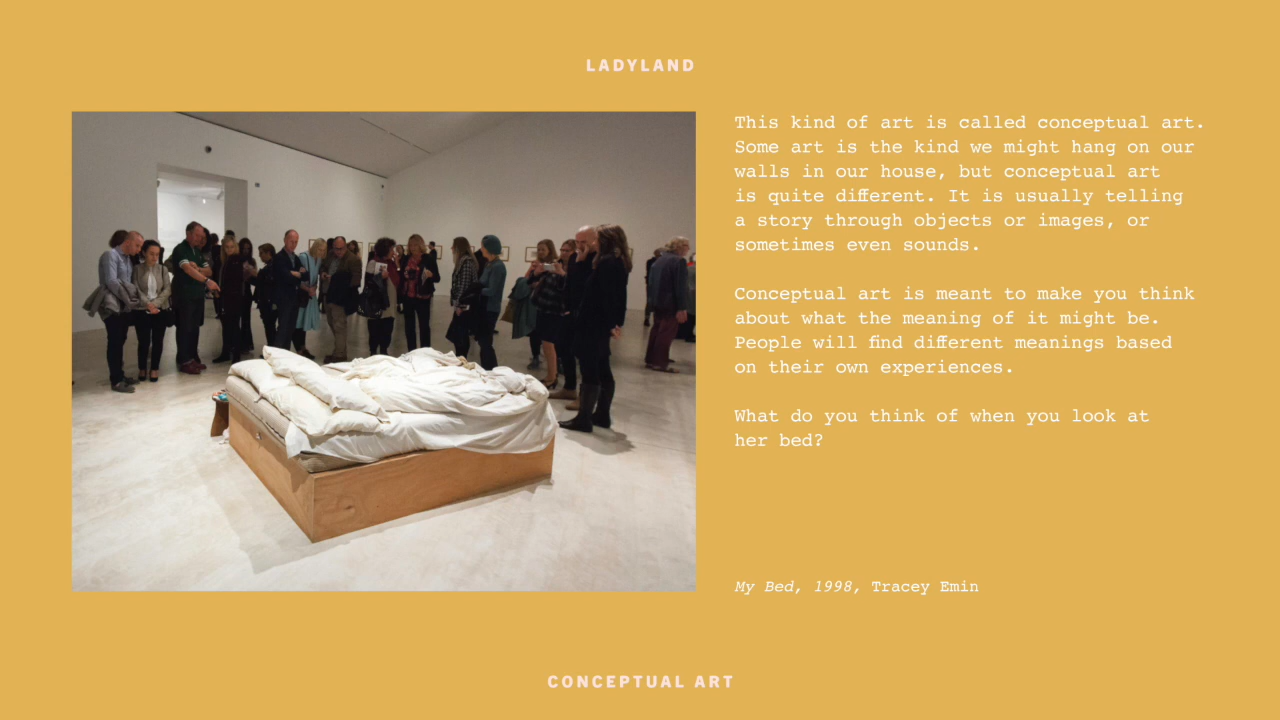 LADYLAND
This kind of art is called conceptual art.
Some art is the kind we might hang on our
walls in our house, but conceptual art
is quite different. It is usually telling
a story through objects or images, or
sometimes even sounds.
Conceptual art is meant to make you think
about what the meaning of it might be.
People will find different meanings based
on their own experiences.
What do you think of when you look at
her bed?
My Bed, 1998, Tracey Emin
CONCEPTUAL ART